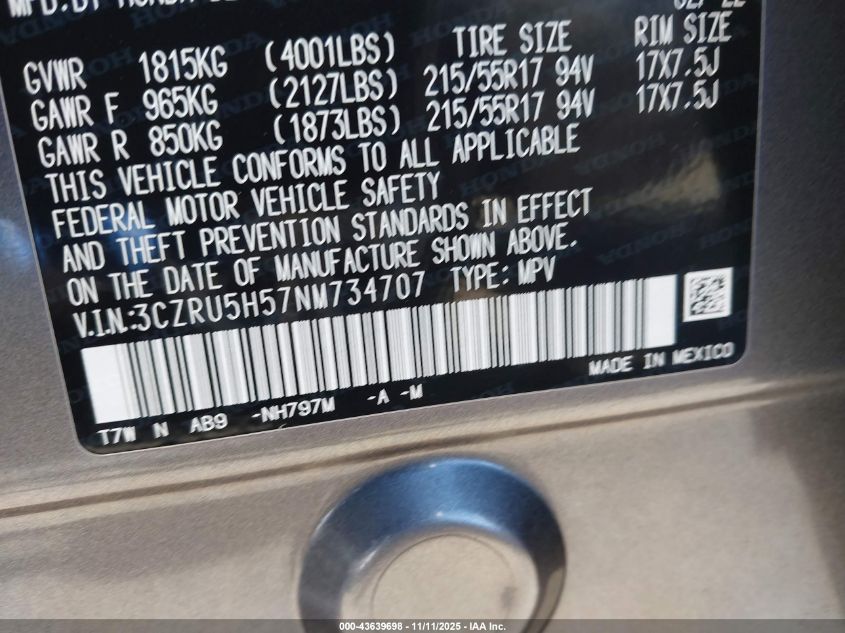 MFD. BY HONDA
GVWR 1815KG (4001LBS) TIRE SIZE RIM SIZE
GAWR F 965KG (2127LBS) 215/55R17 94V 17X7.5J
GAWR R 850KG (1873LBS) 215/55R17 94V 17X7.5J
THIS VEHICLE CONFORMS TO ALL APPLICABLE
FEDERAL MOTOR VEHICLE SAFETY
AND THEFT PREVENTION STANDARDS IN EFFECT
ON THE DATE OF MANUFACTURE SHOWN ABOVE.
V.I.N.:3CZRU5H57NM734707 TYPE: MPV
MADE IN MEXICO
T7W N AB9 -NH797M -A -M
000-43639698 - 11/11/2025 - IAA Inc.